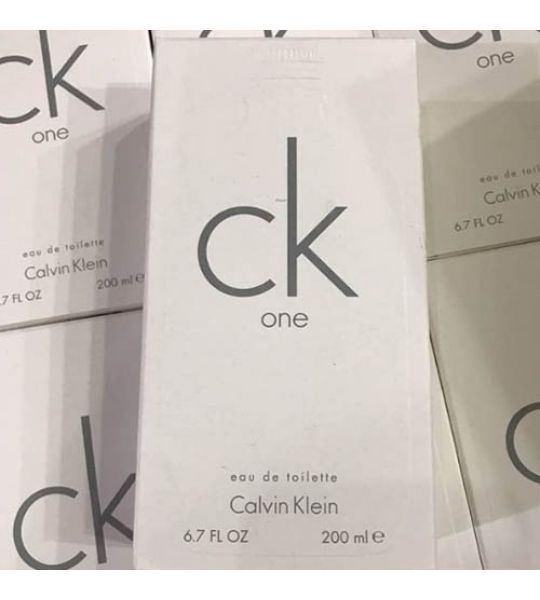 ck
one
eau de toilette
Calvin Klein
.7 FL OZ 200 ml e
ck
one
eau de toilette
Calvin Klein
6.7 FL OZ 200 ml ℮
one
eau de toilette
Calvin Klein
6.7 FL OZ
ck